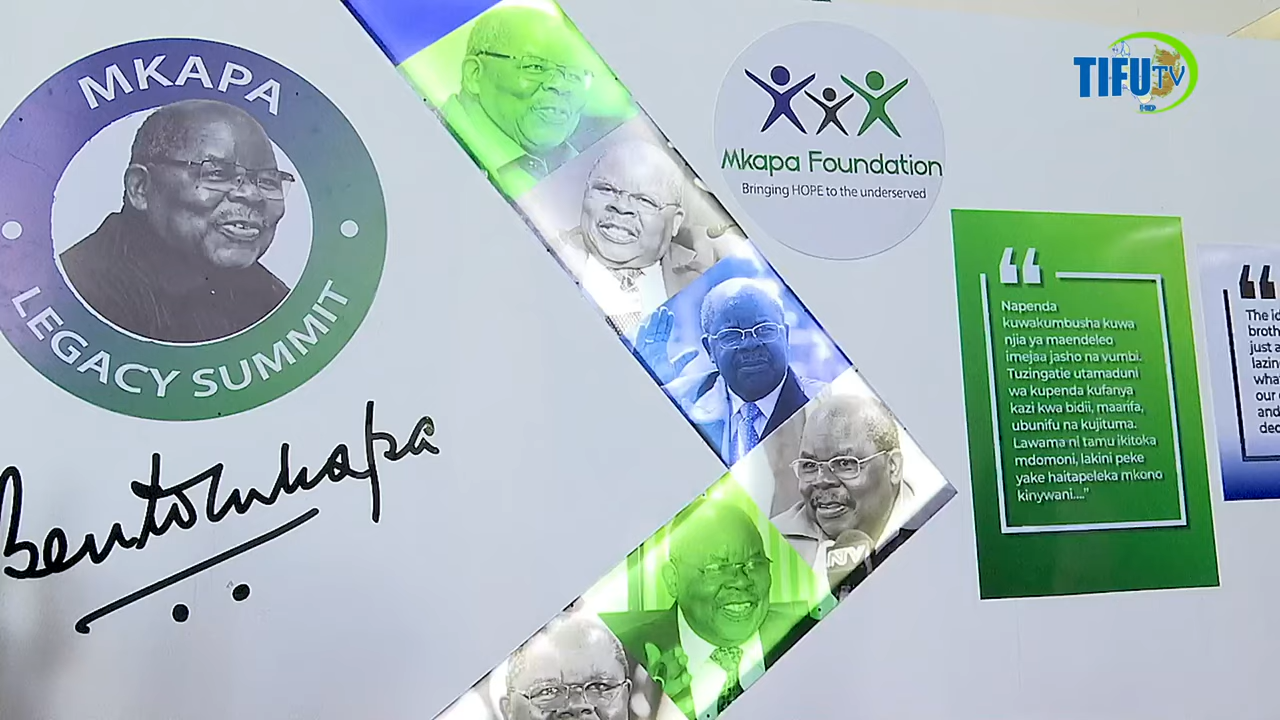 MKAPA
LEGACY SUMMIT
Mkapa Foundation
Bringing HOPE to the underserved
TIFU TV
Napenda
kuwakumbusha kuwa
njia ya maendeleo
imejaa jasho na vumbi.
Tuzingatie utamaduni
wa kupenda kufanya
kazi kwa bidii, maarifa,
ubunifu na kujituma.
Lawama ni tamu ikitoka
mdomoni, lakini peke
yake haitapeleka mkono
kinywani...."
The
just
our
and
NTV